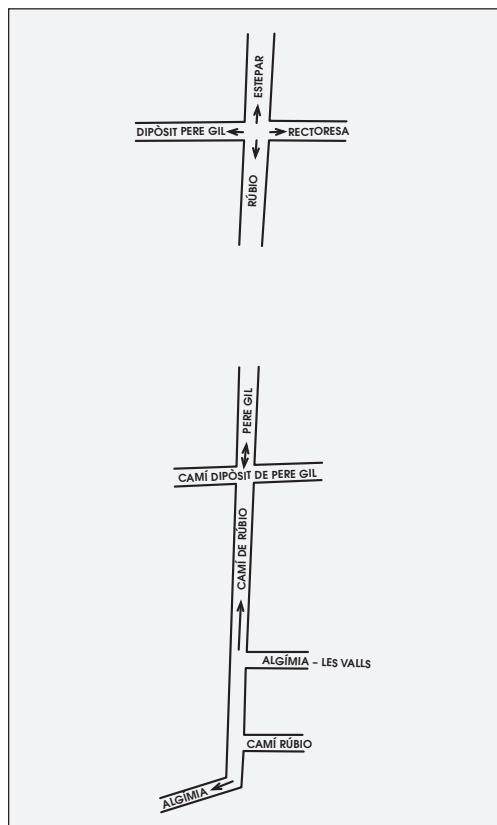 ESTEPAR
DIPÒSIT PERE GIL
RECTORESA
RÚBIO
PERE GIL
CAMÍ DIPÒSIT DE PERE GIL
CAMÍ DE RÚBIO
ALGÍMIA – LES VALLS
CAMÍ RÚBIO
ALGÍMIA